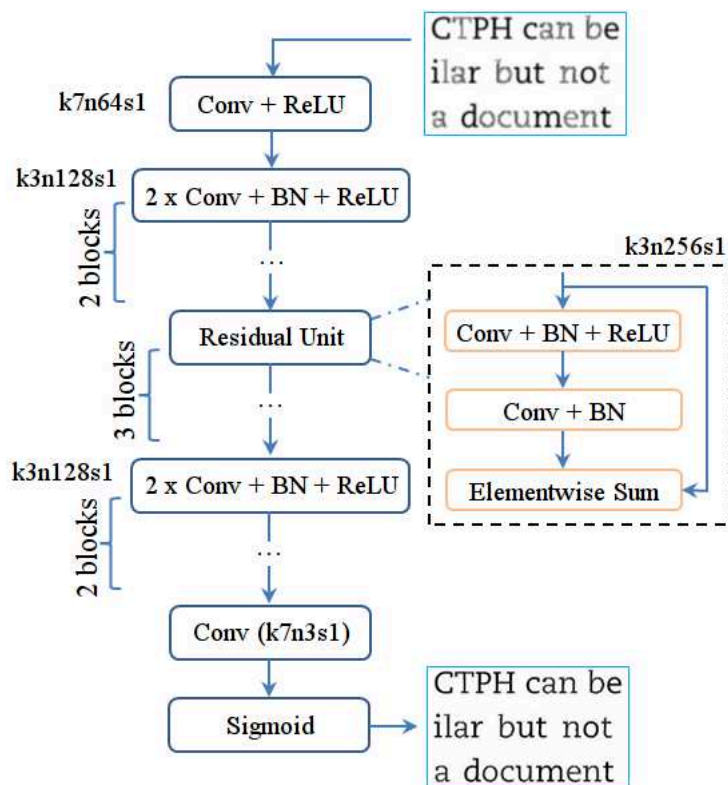 CTPH can be
ilar but not
a document
k7n64s1
Conv + ReLU
k3n128s1
2 x Conv + BN + ReLU
2 blocks
...
k3n256s1
Residual Unit
Conv + BN + ReLU
3 blocks
...
Conv + BN
k3n128s1
2 x Conv + BN + ReLU
Elementwise Sum
2 blocks
...
Conv (k7n3s1)
Sigmoid
CTPH can be
ilar but not
a document